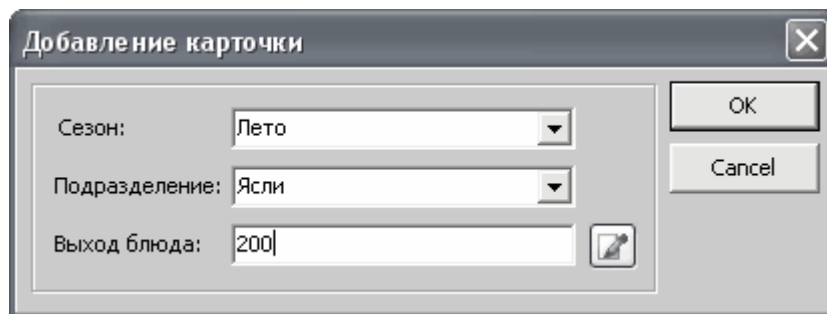 Добавление карточки
Сезон: Лето
OK
Подразделение: Ясли
Cancel
Выход блюда: 200